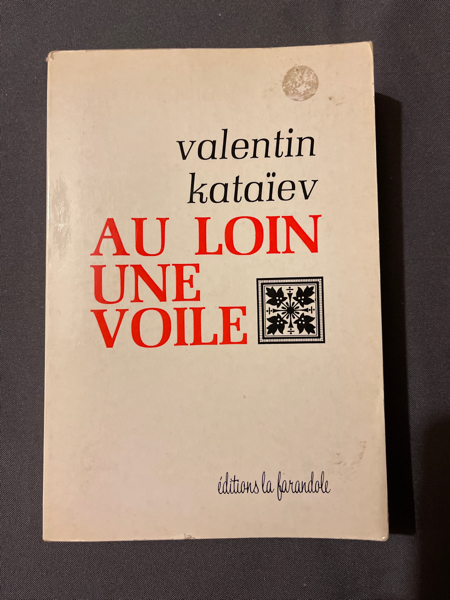 valentin
kataïev
AU LOIN
UNE
VOILE
éditions la farandole